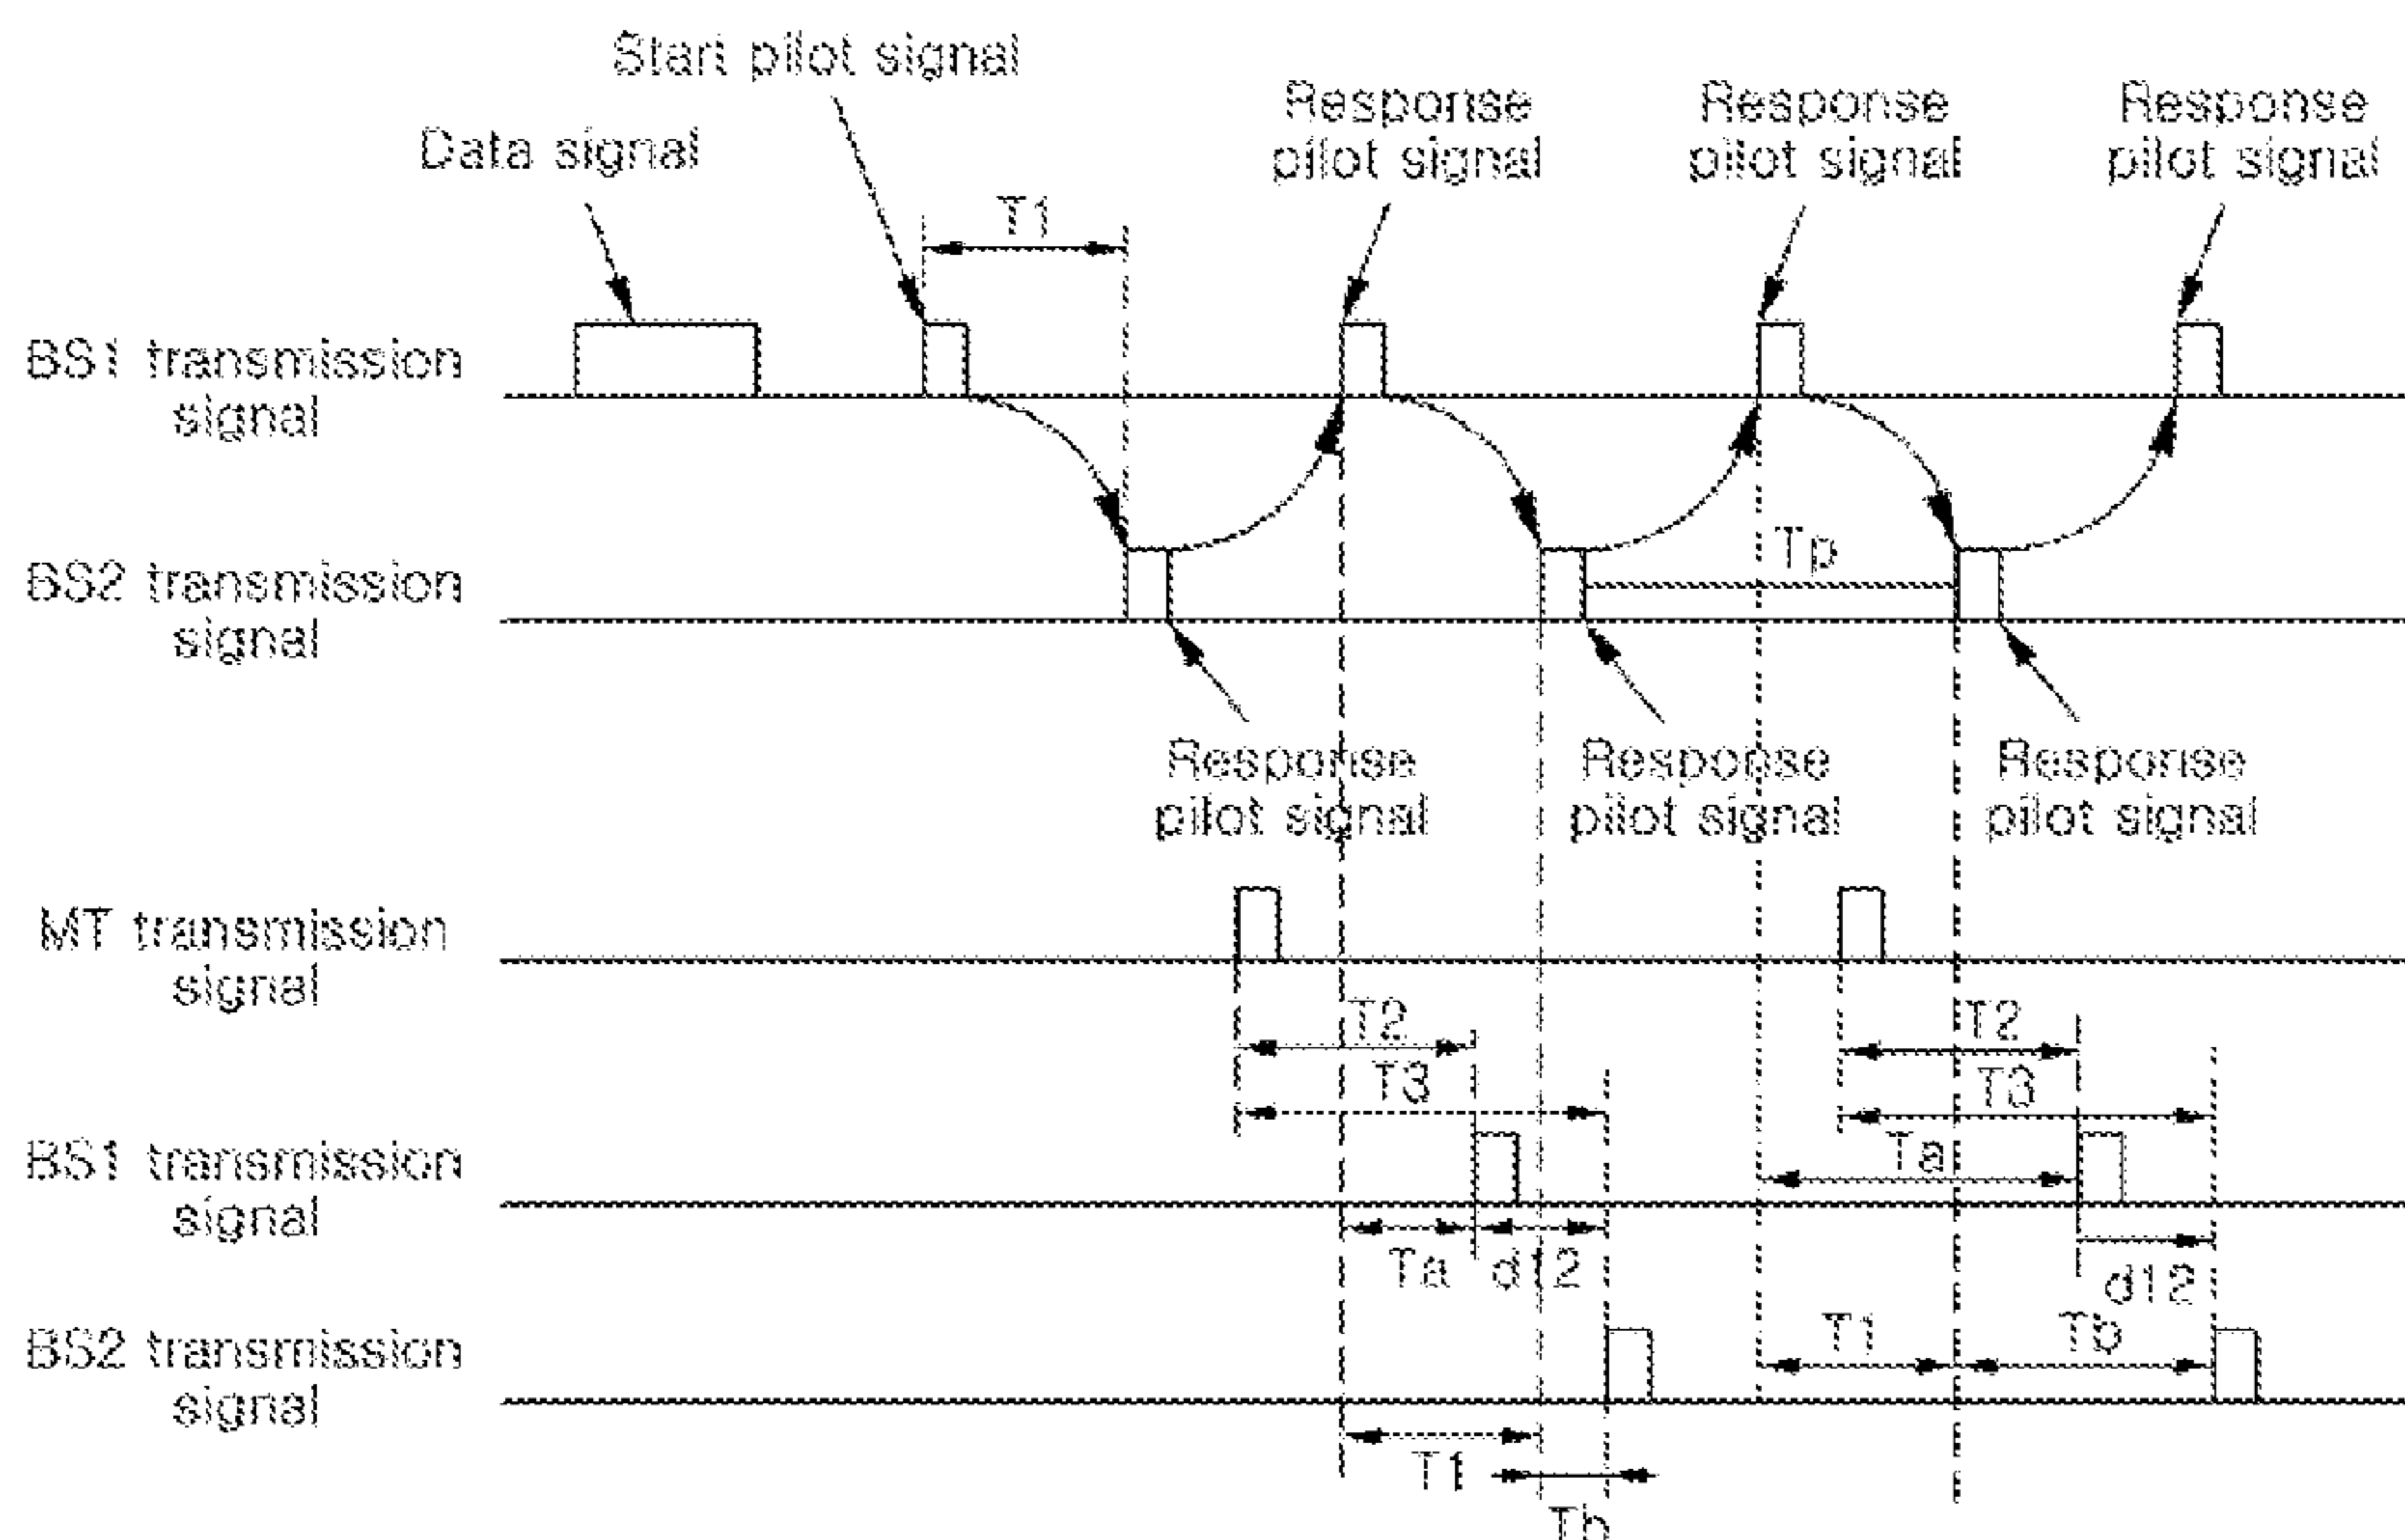 Start pilot signal
Data signal
Response
pilot signal
Response
pilot signal
Response
pilot signal
T1
BS1 transmission
signal
Tp
BS2 transmission
signal
Response
pilot signal
Response
pilot signal
Response
pilot signal
MT transmission
signal
T2
T2
T3
T3
BS1 transmission
signal
Ta
Ta
d12
d12
BS2 transmission
signal
T1
Tb
T1
Tb